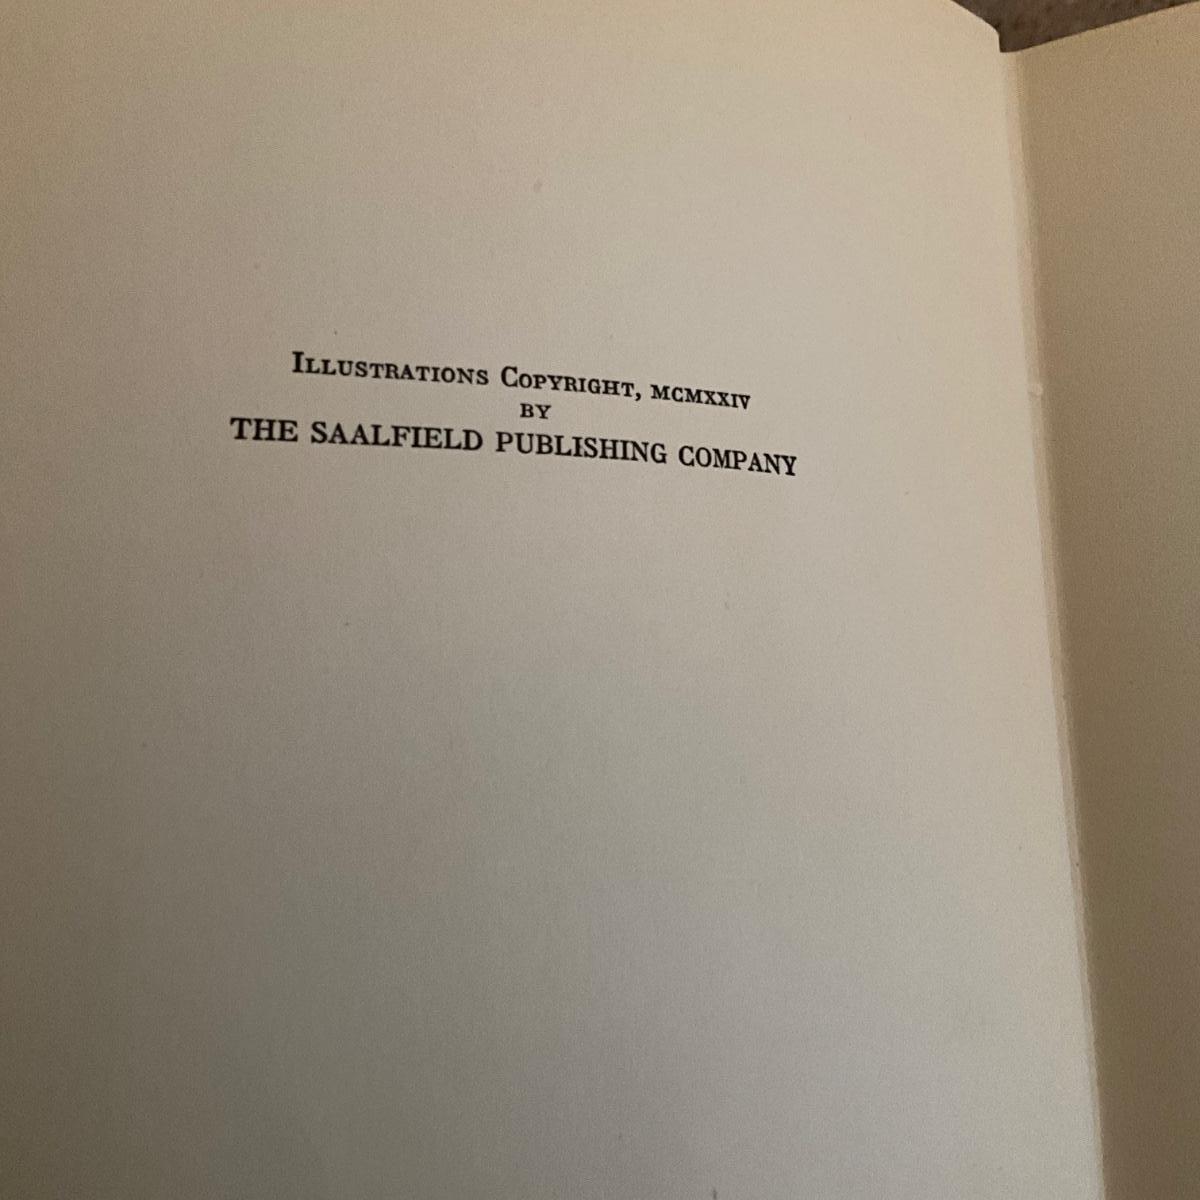 Illustrations Copyright, MCMXXIV
BY
THE SAALFIELD PUBLISHING COMPANY